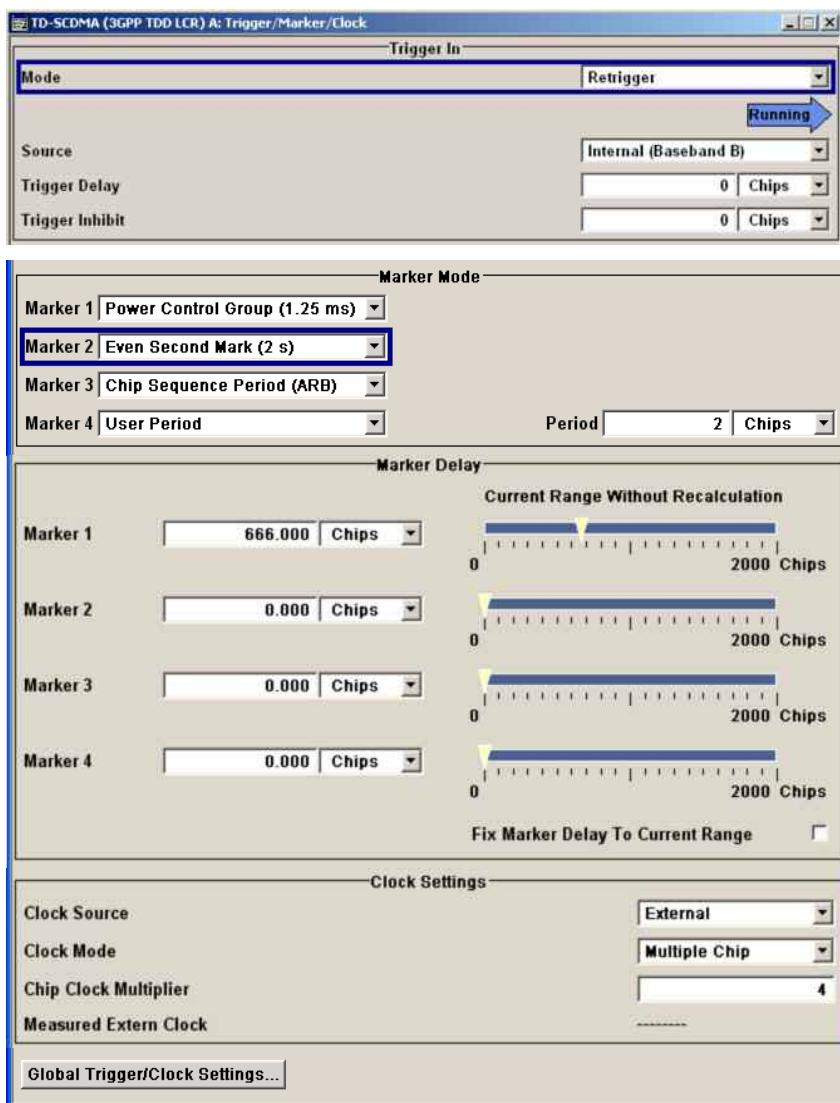 TD-SCDMA (3GPP TDD LCR) A: Trigger/Marker/Clock
Trigger In
Mode Retrigger
Running
Source Internal (Baseband B)
Trigger Delay 0 Chips
Trigger Inhibit 0 Chips
Marker Mode
Marker 1 Power Control Group (1.25 ms)
Marker 2 Even Second Mark (2 s)
Marker 3 Chip Sequence Period (ARB)
Marker 4 User Period Period 2 Chips
Marker Delay
Current Range Without Recalculation
Marker 1 666.000 Chips
0 2000 Chips
Marker 2 0.000 Chips
0 2000 Chips
Marker 3 0.000 Chips
0 2000 Chips
Marker 4 0.000 Chips
0 2000 Chips
Fix Marker Delay To Current Range
Clock Settings
Clock Source External
Clock Mode Multiple Chip
Chip Clock Multiplier 4
Measured Extern Clock --------
Global Trigger/Clock Settings...